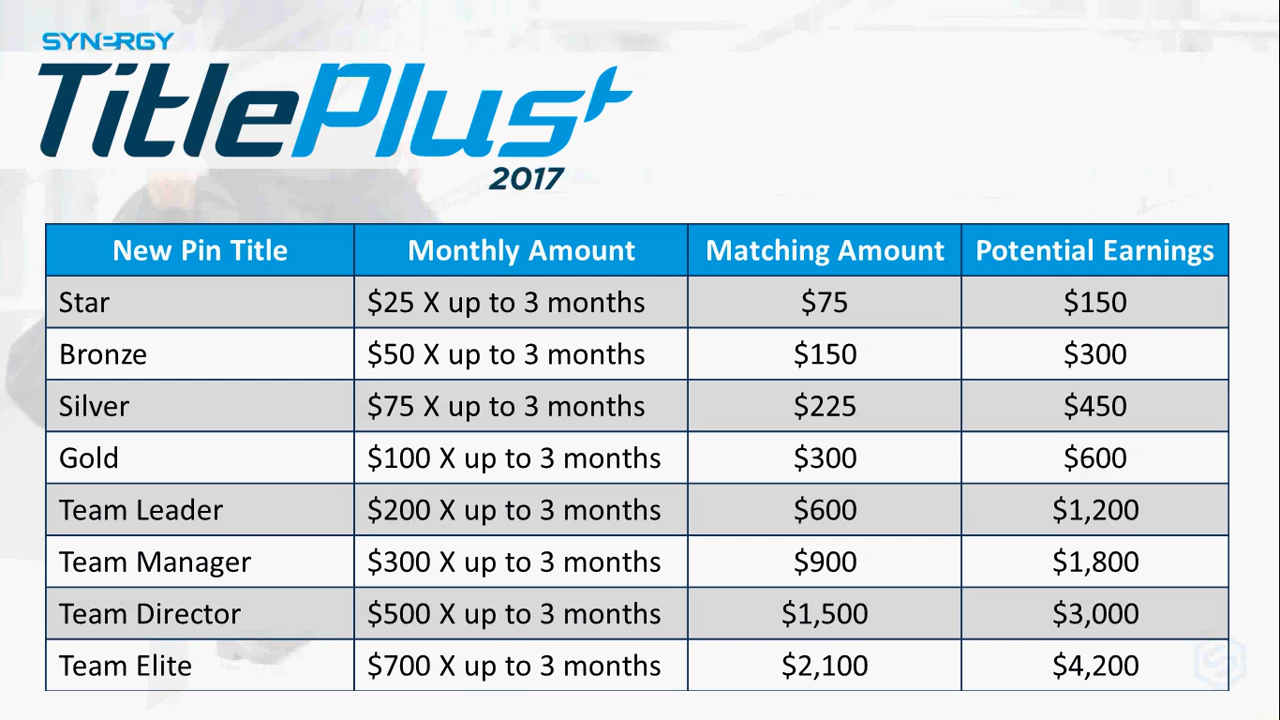 SYNERGY
TitlePlus+
2017
New Pin Title Monthly Amount Matching Amount Potential Earnings
Star $25 X up to 3 months $75 $150
Bronze $50 X up to 3 months $150 $300
Silver $75 X up to 3 months $225 $450
Gold $100 X up to 3 months $300 $600
Team Leader $200 X up to 3 months $600 $1,200
Team Manager $300 X up to 3 months $900 $1,800
Team Director $500 X up to 3 months $1,500 $3,000
Team Elite $700 X up to 3 months $2,100 $4,200